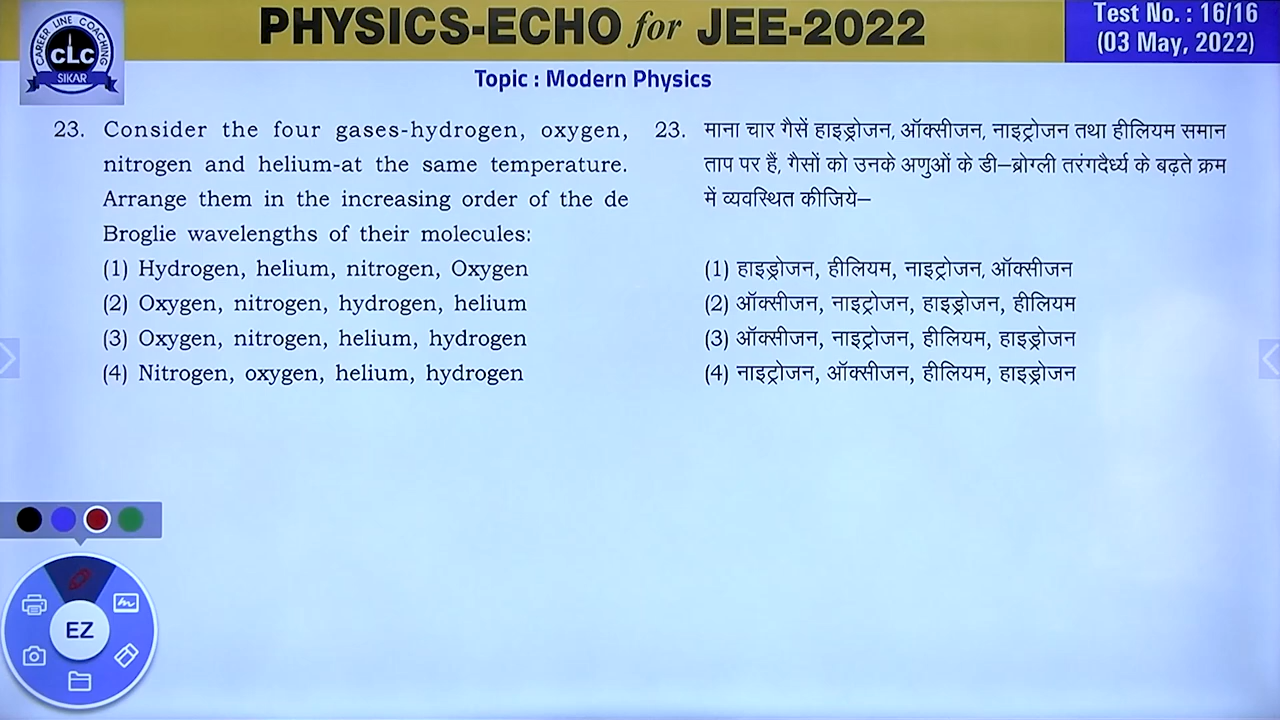 CAREER LINE COACHING
CLC
SIKAR
PHYSICS-ECHO for JEE-2022
Test No. : 16/16
(03 May, 2022)
Topic : Modern Physics
23. Consider the four gases-hydrogen, oxygen,
nitrogen and helium-at the same temperature.
Arrange them in the increasing order of the de
Broglie wavelengths of their molecules:
(1) Hydrogen, helium, nitrogen, Oxygen
(2) Oxygen, nitrogen, hydrogen, helium
(3) Oxygen, nitrogen, helium, hydrogen
(4) Nitrogen, oxygen, helium, hydrogen
23. माना चार गैसें हाइड्रोजन, ऑक्सीजन, नाइट्रोजन तथा हीलियम समान
ताप पर हैं, गैसों को उनके अणुओं के डी–ब्रोग्ली तरंगदैर्ध्य के बढ़ते क्रम
में व्यवस्थित कीजिये–
(1) हाइड्रोजन, हीलियम, नाइट्रोजन, ऑक्सीजन
(2) ऑक्सीजन, नाइट्रोजन, हाइड्रोजन, हीलियम
(3) ऑक्सीजन, नाइट्रोजन, हीलियम, हाइड्रोजन
(4) नाइट्रोजन, ऑक्सीजन, हीलियम, हाइड्रोजन
EZ